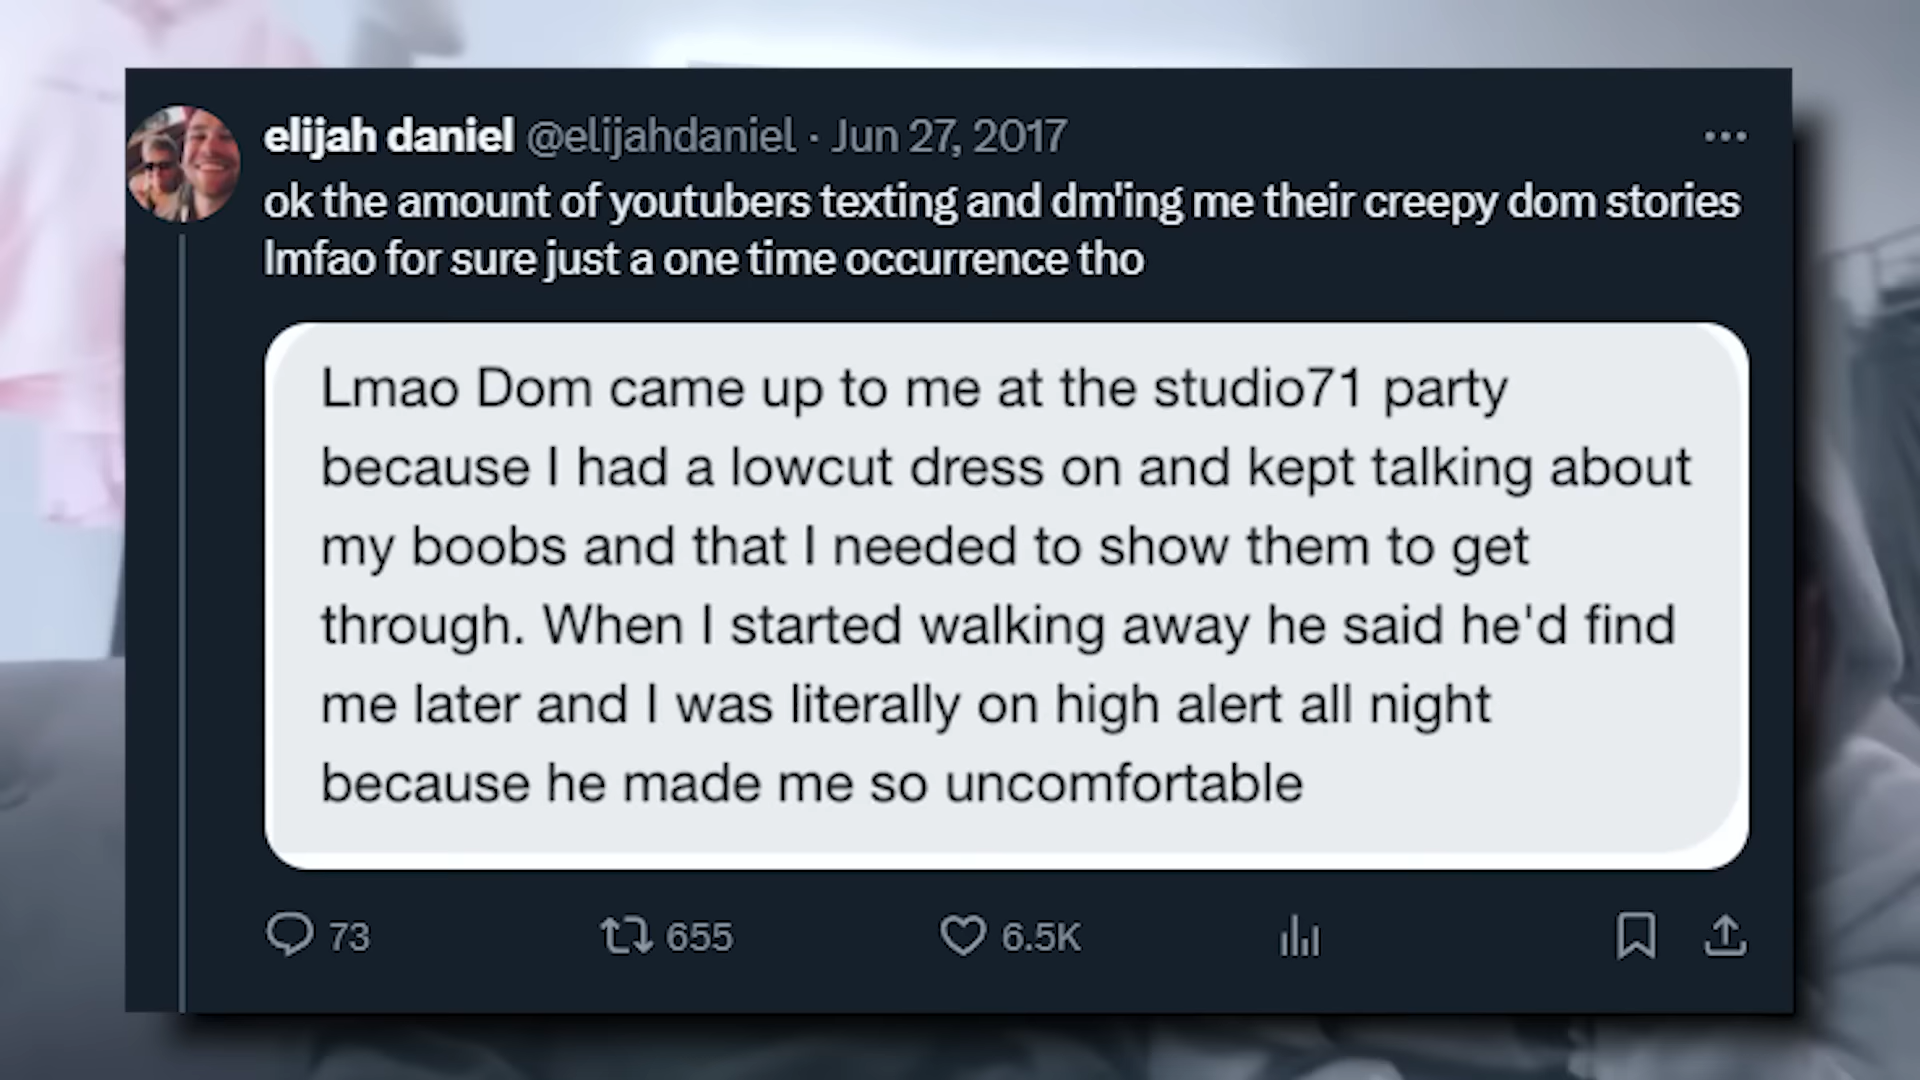 elijah daniel @elijahdaniel · Jun 27, 2017
ok the amount of youtubers texting and dm'ing me their creepy dom stories
lmfao for sure just a one time occurrence tho
Lmao Dom came up to me at the studio71 party
because I had a lowcut dress on and kept talking about
my boobs and that I needed to show them to get
through. When I started walking away he said he'd find
me later and I was literally on high alert all night
because he made me so uncomfortable
73 655 6.5K